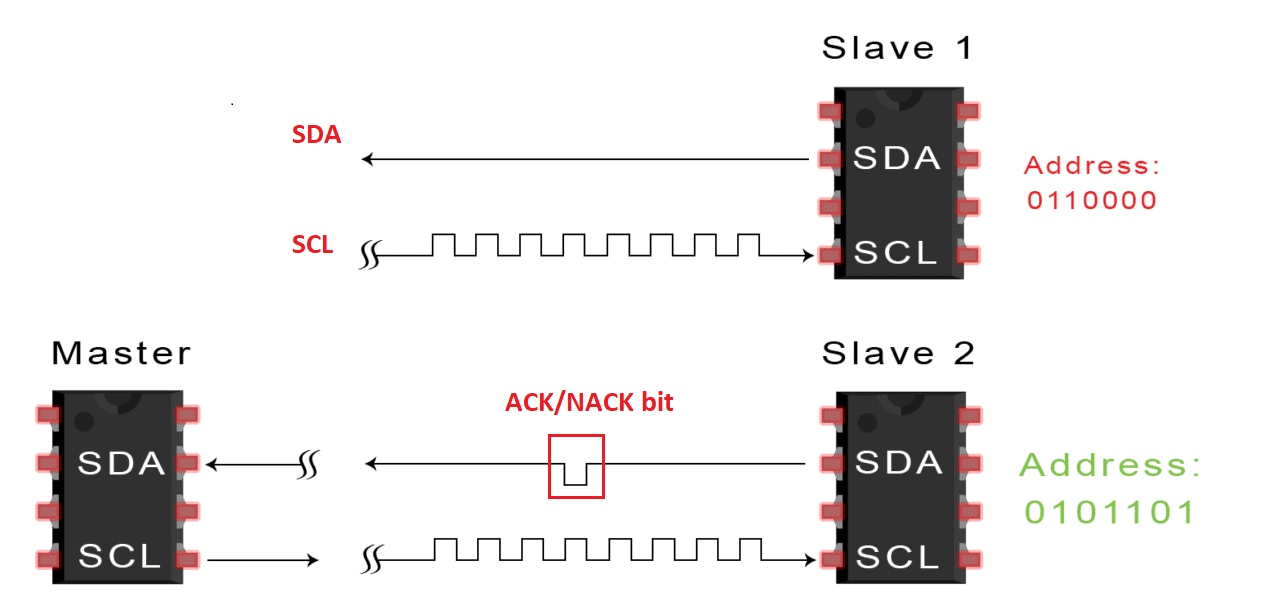 Slave 1
SDA
SDA
Address:
0110000
SCL
SCL
Master
Slave 2
ACK/NACK bit
SDA
SDA
Address:
0101101
SCL
SCL